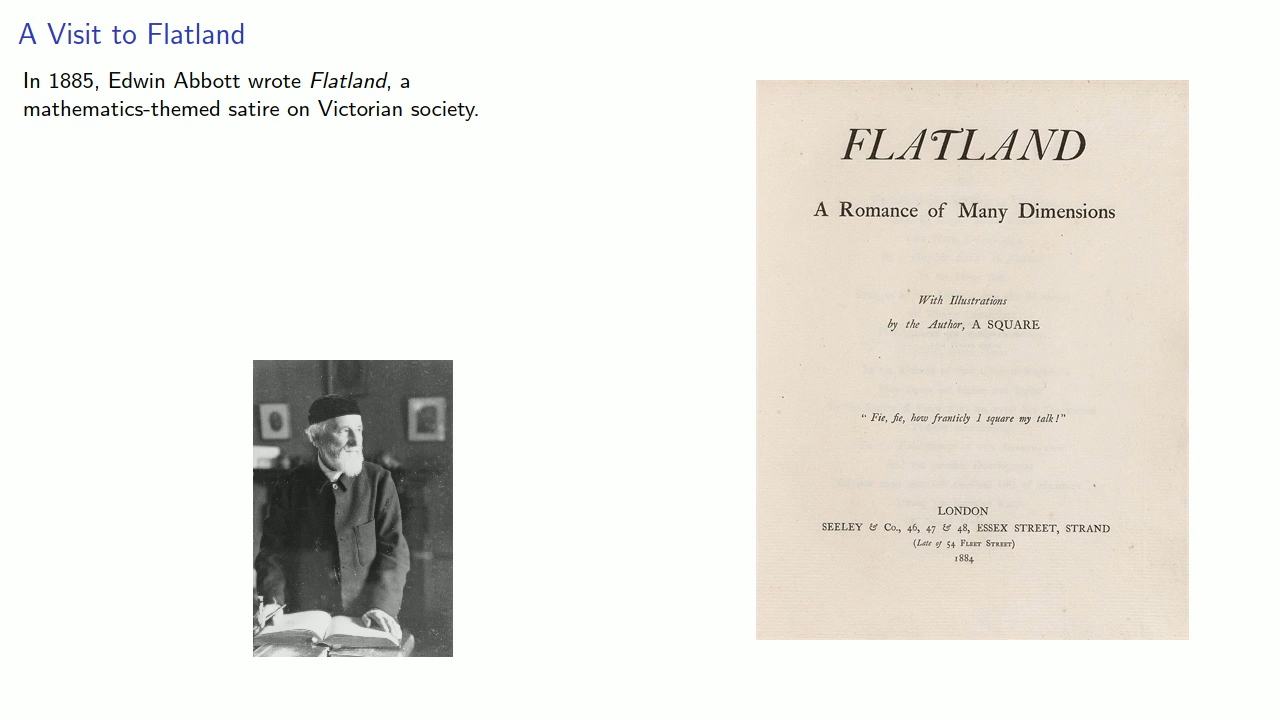 A Visit to Flatland
In 1885, Edwin Abbott wrote Flatland, a
mathematics-themed satire on Victorian society.
FLATLAND
A Romance of Many Dimensions
With Illustrations
by the Author, A SQUARE
“ Fie, fie, how franticly I square my talk!”
LONDON
SEELEY & Co., 46, 47 & 48, ESSEX STREET, STRAND
(Late of 54 FLEET STREET)
1884